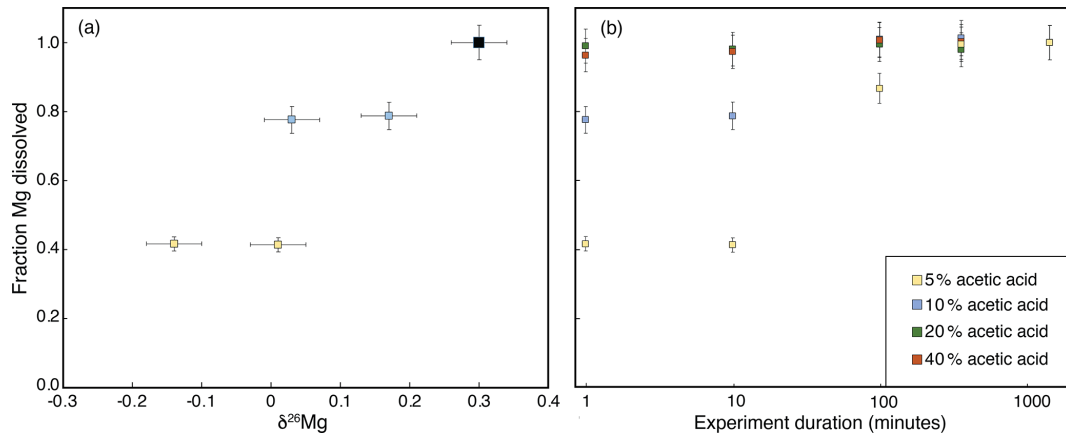 (a)
(b)
Fraction Mg dissolved
1.0
0.8
0.6
0.4
0.2
0.0
-0.3
-0.2
-0.1
0
0.1
0.2
0.3
0.4
δ²⁶Mg
1
10
100
1000
Experiment duration (minutes)
5% acetic acid
10% acetic acid
20% acetic acid
40% acetic acid